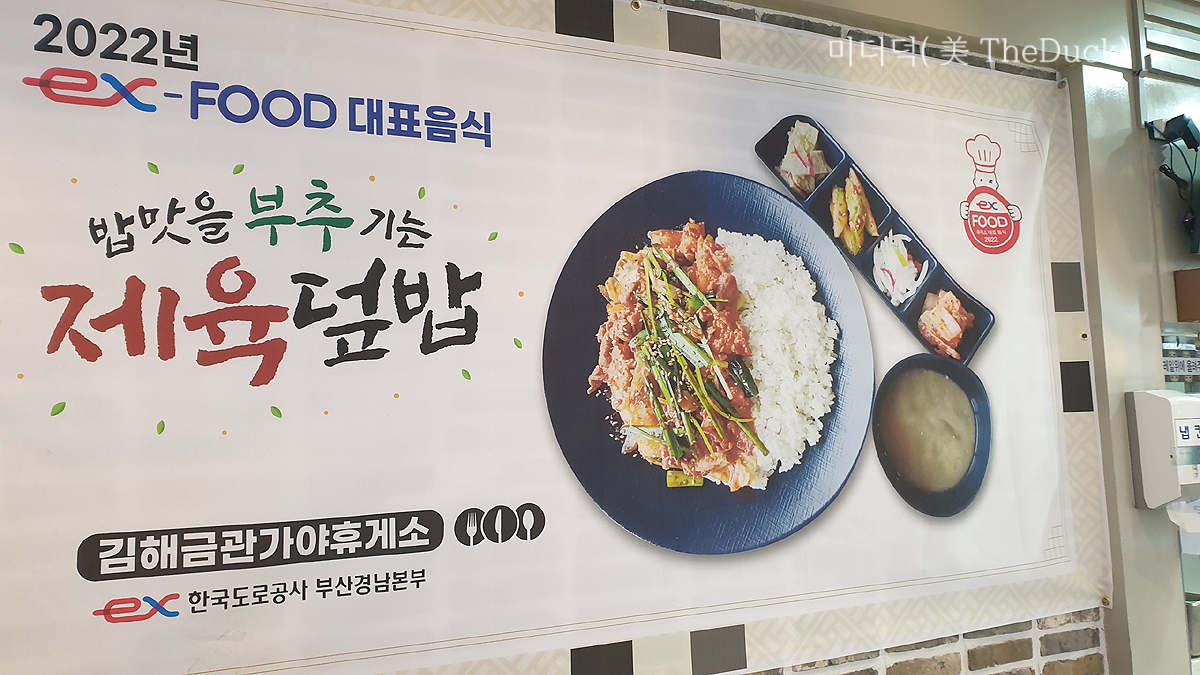 2022년
ex-FOOD 대표음식
밥맛을 부추기는
제육덮밥
김해금관가야휴게소
ex 한국도로공사 부산경남본부
미더덕( 美 TheDuck )
ex
FOOD
2022